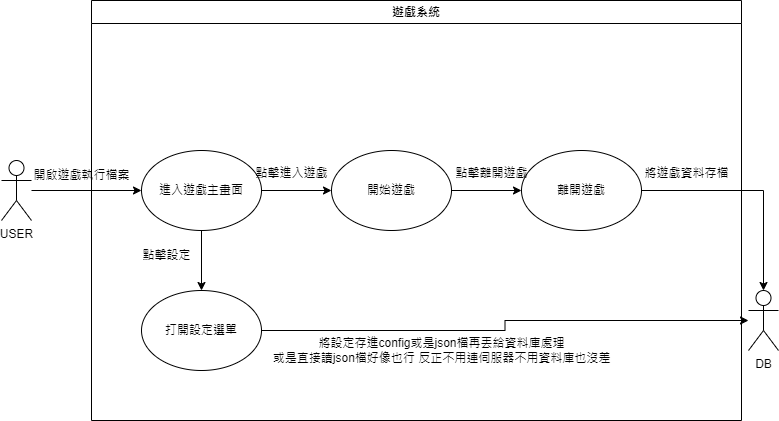 遊戲系統
開啟遊戲執行檔案
點擊進入遊戲
點擊離開遊戲
將遊戲資料存檔
進入遊戲主畫面
開始遊戲
離開遊戲
USER
點擊設定
打開設定選單
將設定存進config或是json檔再丟給資料庫處理
或是直接讀json檔好像也行 反正不用連伺服器不用資料庫也沒差
DB